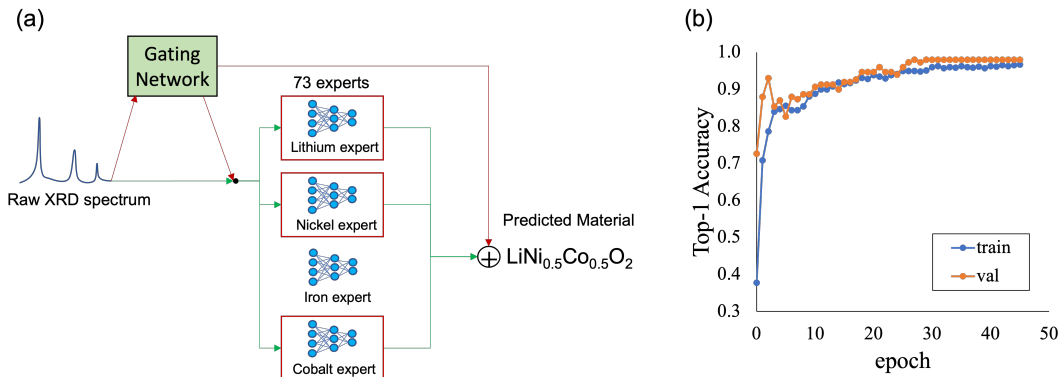 (a)
Gating
Network
73 experts
Lithium expert
Raw XRD spectrum
Nickel expert
Predicted Material
LiNi0.5Co0.5O2
Iron expert
Cobalt expert
(b)
Top-1 Accuracy
1.0
0.9
0.8
0.7
0.6
0.5
0.4
0.3
train
val
0
10
20
30
40
50
epoch